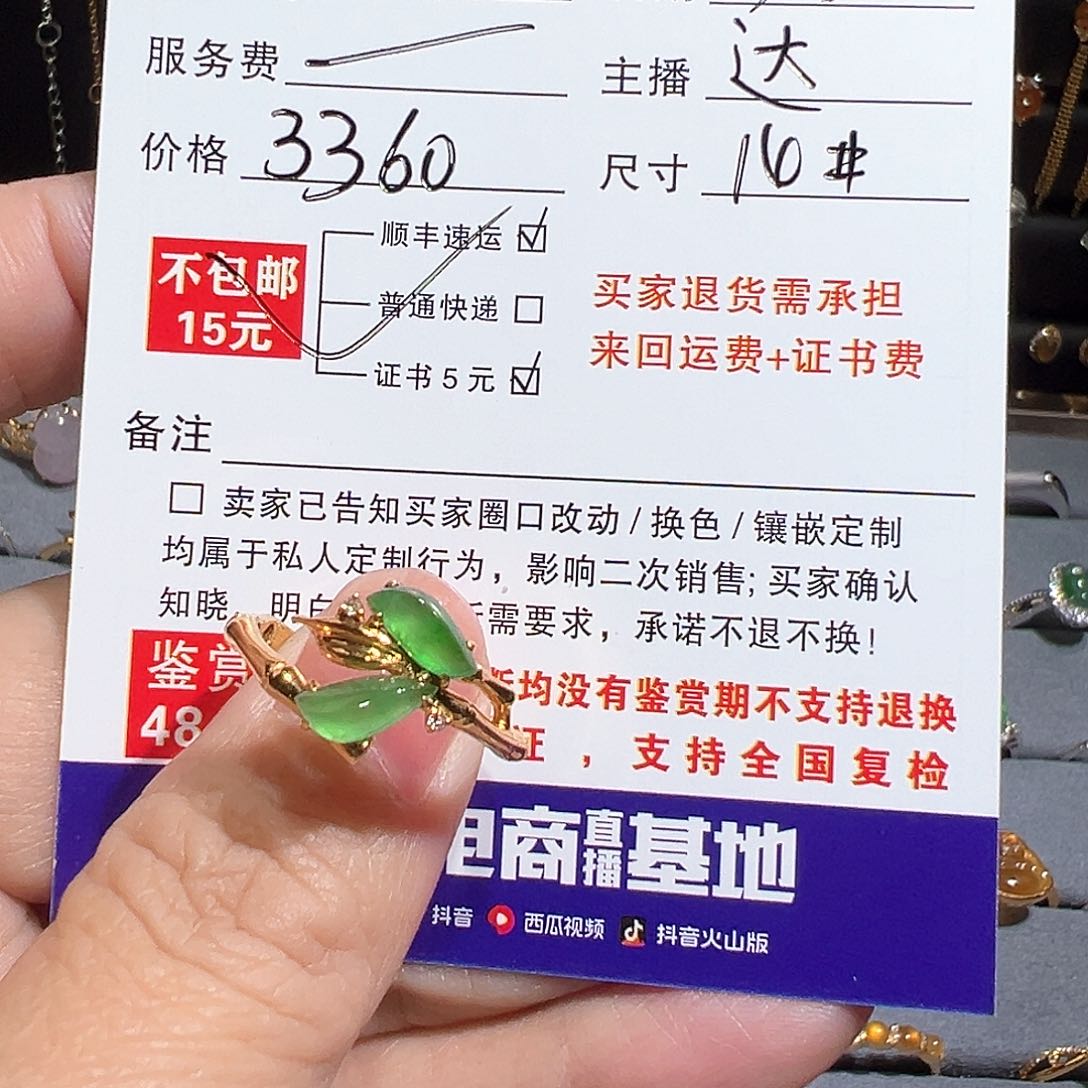 服务费 主播 达
价格 3360 尺寸 16#
不包邮
15元
顺丰速运 ☑
普通快递 □
证书5元 ☑
买家退货需承担
来回运费+证书费
备注
□ 卖家已告知买家圈口改动/换色/镶嵌定制
均属于私人定制行为，影响二次销售;买家确认
知晓 明白 需要求，承诺不退不换!
鉴赏
48
均没有鉴赏期不支持退换
证，支持全国复检
电商直播基地
抖音 西瓜视频 抖音火山版